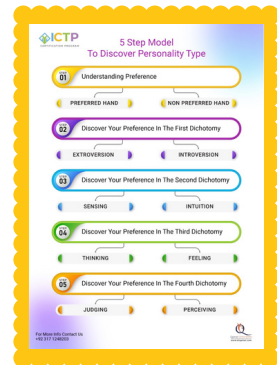 ICTP
5 Step Model
To Discover Personality Type
STEP
01
Understanding Preference
PREFERRED HAND
NON PREFERRED HAND
STEP
02
Discover Your Preference In The First Dichotomy
EXTROVERSION
INTROVERSION
STEP
03
Discover Your Preference In The Second Dichotomy
SENSING
INTUITION
STEP
04
Discover Your Preference In The Third Dichotomy
THINKING
FEELING
STEP
05
Discover Your Preference In The Fourth Dichotomy
JUDGING
PERCEIVING
For More Info Contact Us